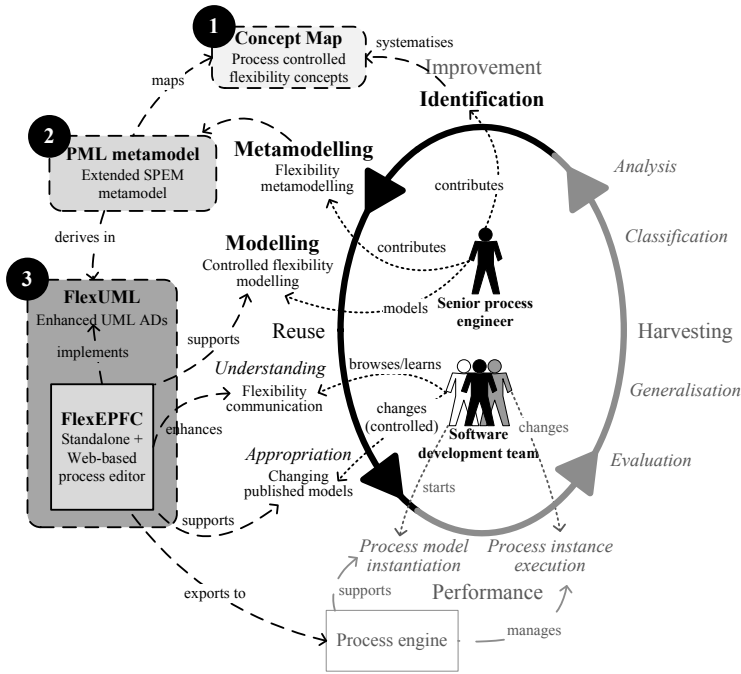 1
Concept Map
Process controlled
flexibility concepts
systematises
Improvement
Identification
maps
2
PML metamodel
Extended SPEM
metamodel
Metamodelling
Flexibility
metamodelling
contributes
Analysis
Classification
derives in
Modelling
Controlled flexibility
modelling
contributes
models
Senior process
engineer
3
FlexUML
Enhanced UML ADs
implements
supports
Reuse
Harvesting
Understanding
Flexibility
communication
browses/learns
Generalisation
FlexEPFC
Standalone +
Web-based
process editor
enhances
changes
(controlled)
Software
development team
changes
Appropriation
Changing
published models
Evaluation
supports
starts
Process model
instantiation
Process instance
execution
exports to
supports
Performance
Process engine
manages